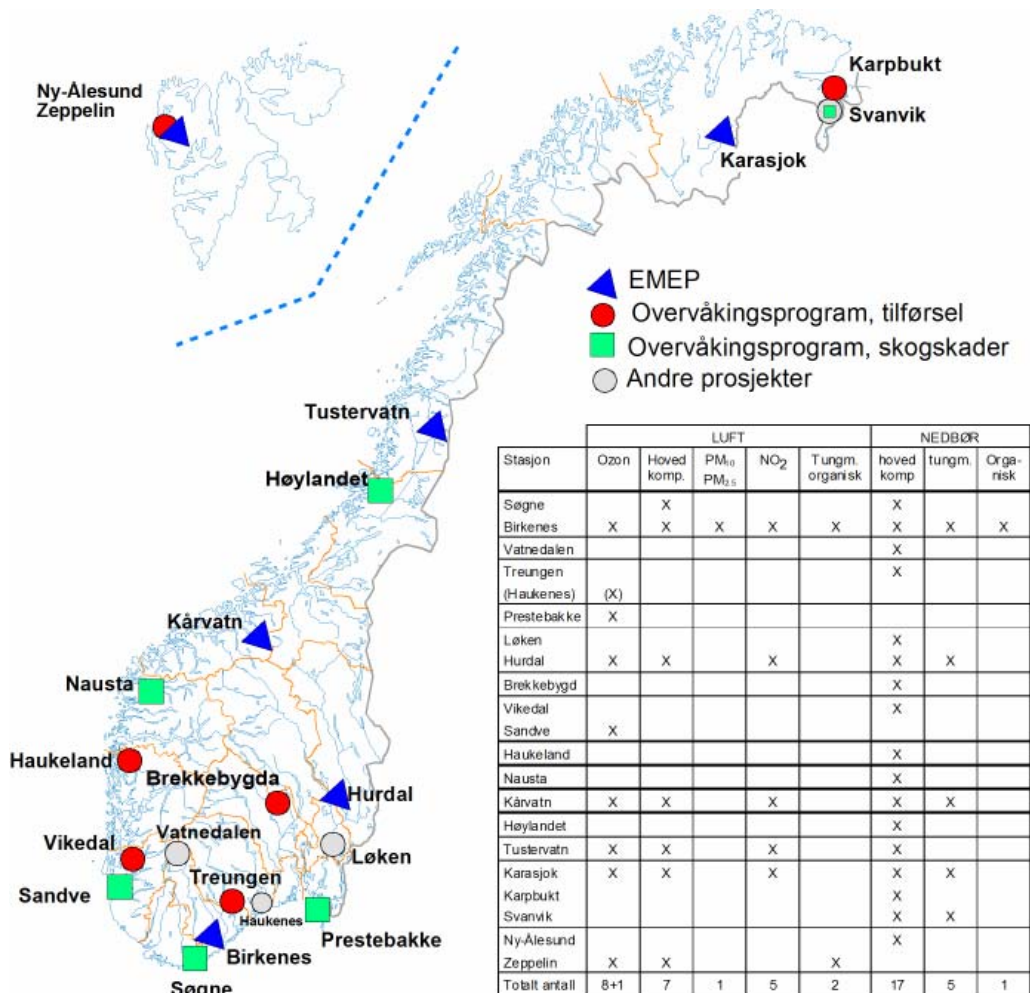 Ny-Ålesund
Zeppelin
Karpbukt
Svanvik
Karasjok
EMEP
Overvåkingsprogram, tilførsel
Overvåkingsprogram, skogskader
Andre prosjekter
Tustervatn
Høylandet
Kårvatn
Nausta
Haukeland
Brekkebygda
Hurdal
Vikedal
Vatnedalen
Løken
Sandve
Treungen
Haukenes
Prestebakke
Birkenes
Søgne
LUFT NEDBØR
Stasjon Ozon Hoved komp. PM10 PM2.5 NO2 Tungm. organisk hoved komp tungm. Orga-nisk
Søgne X X
Birkenes X X X X X X X X
Vatnedalen X
Treungen X
(Haukenes) (X)
Prestebakke X
Løken X
Hurdal X X X X X
Brekkebygd X
Vikedal X
Sandve X
Haukeland X
Nausta X
Kårvatn X X X X X
Høylandet X
Tustervatn X X X X
Karasjok X X X X X
Karpbukt X
Svanvik X X
Ny-Ålesund X
Zeppelin X X X
Totalt antall 8+1 7 1 5 2 17 5 1